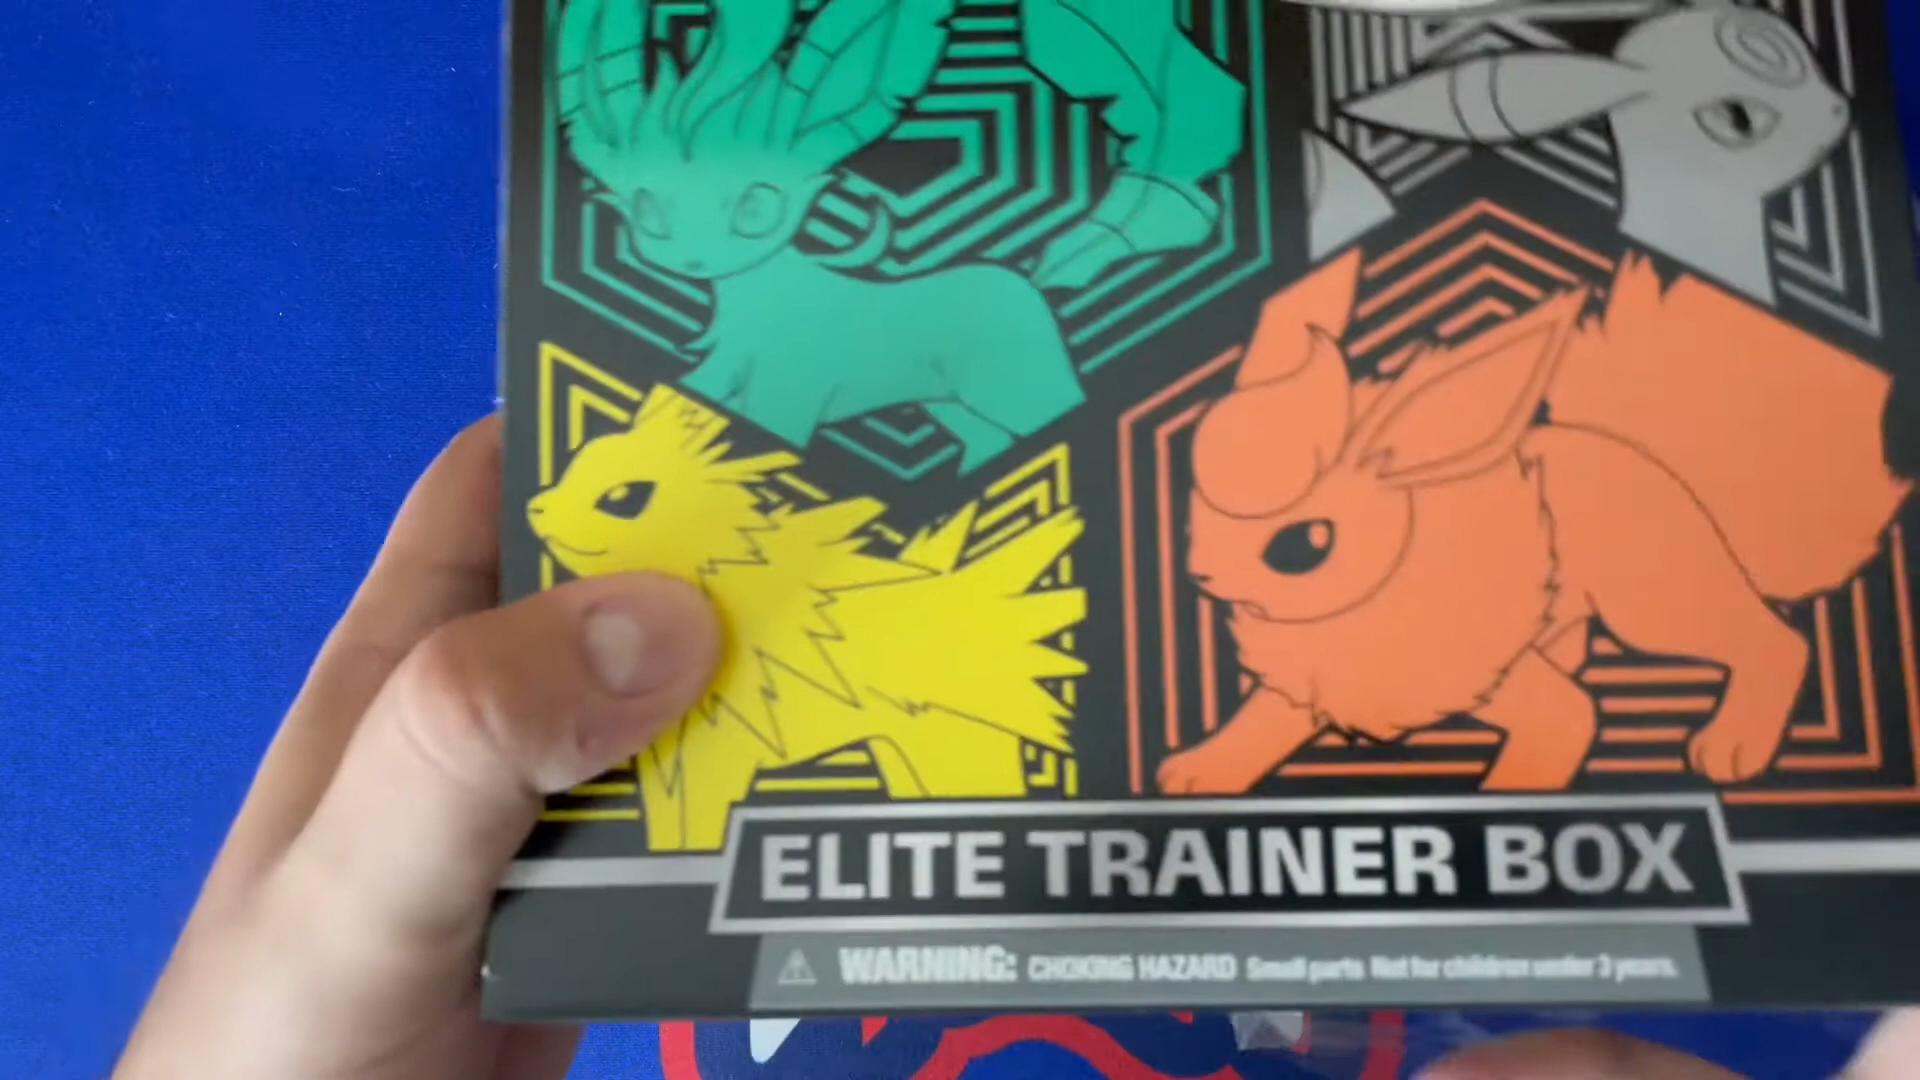 ELITE TRAINER BOX
WARNING: CHOKING HAZARD Small parts Not for children under 3 years.